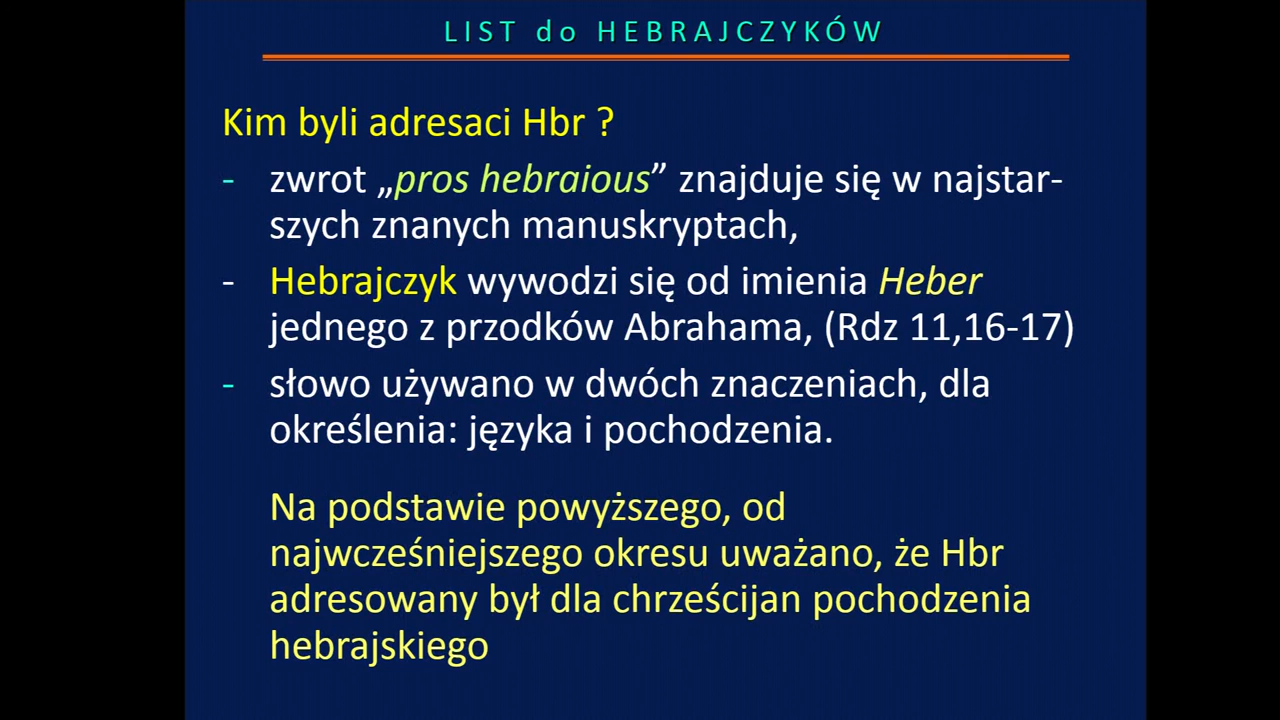 LIST do HEBRAJCZYKÓW
Kim byli adresaci Hbr ?
- zwrot „pros hebraious” znajduje się w najstar-
szych znanych manuskryptach,
- Hebrajczyk wywodzi się od imienia Heber
jednego z przodków Abrahama, (Rdz 11,16-17)
- słowo używano w dwóch znaczeniach, dla
określenia: języka i pochodzenia.
Na podstawie powyższego, od
najwcześniejszego okresu uważano, że Hbr
adresowany był dla chrześcijan pochodzenia
hebrajskiego